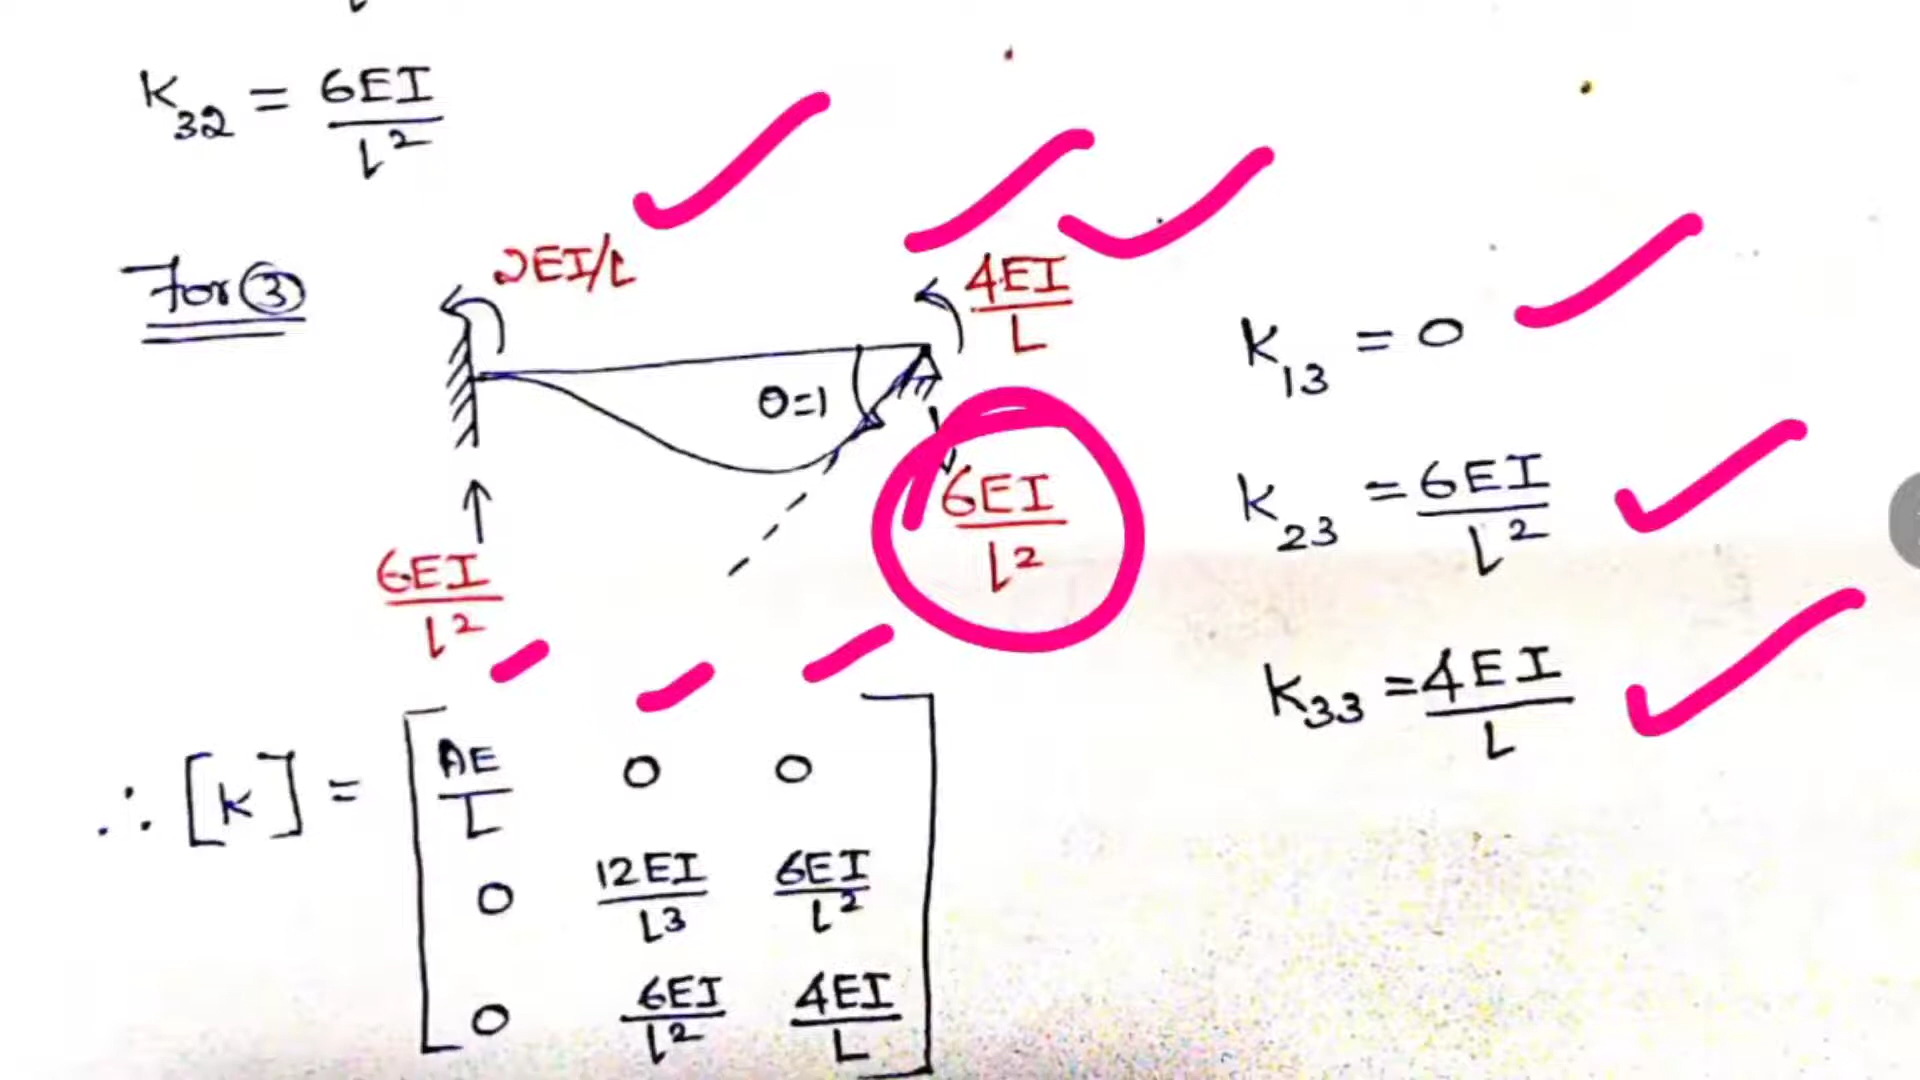 K32 = 6EI/L²
For ③
2EI/L
4EI/L
θ=1
6EI/L²
6EI/L²
K13 = 0
K23 = 6EI/L²
K33 = 4EI/L
∴ [K] = [ AE/L 0 0
0 12EI/L3 6EI/L²
0 6EI/L² 4EI/L ]